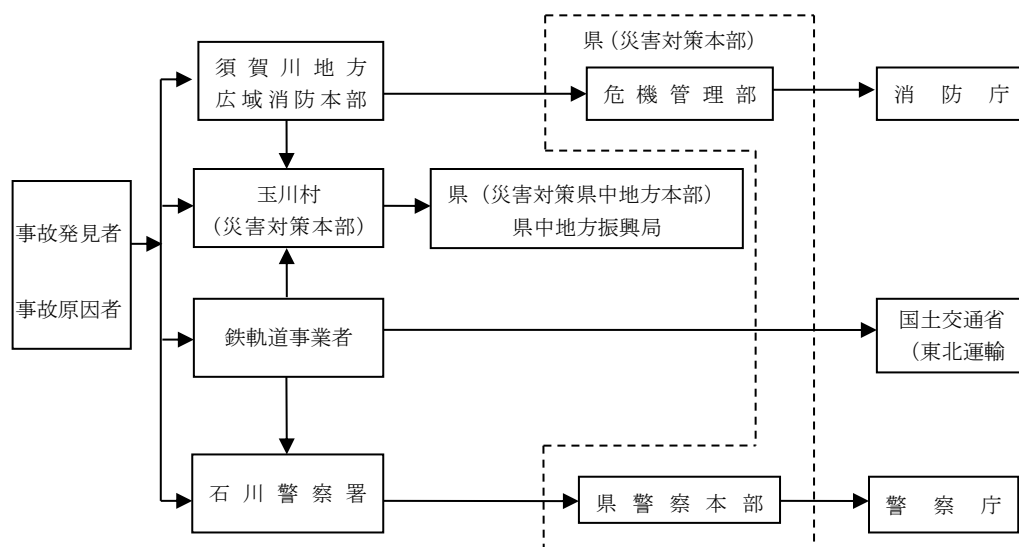 県（災害対策本部）
須賀川地方
広域消防本部
危機管理部
消防庁
玉川村
（災害対策本部）
県（災害対策県中地方本部）
県中地方振興局
事故発見者
事故原因者
鉄軌道事業者
国土交通省
（東北運輸
石川警察署
県警察本部
警察庁